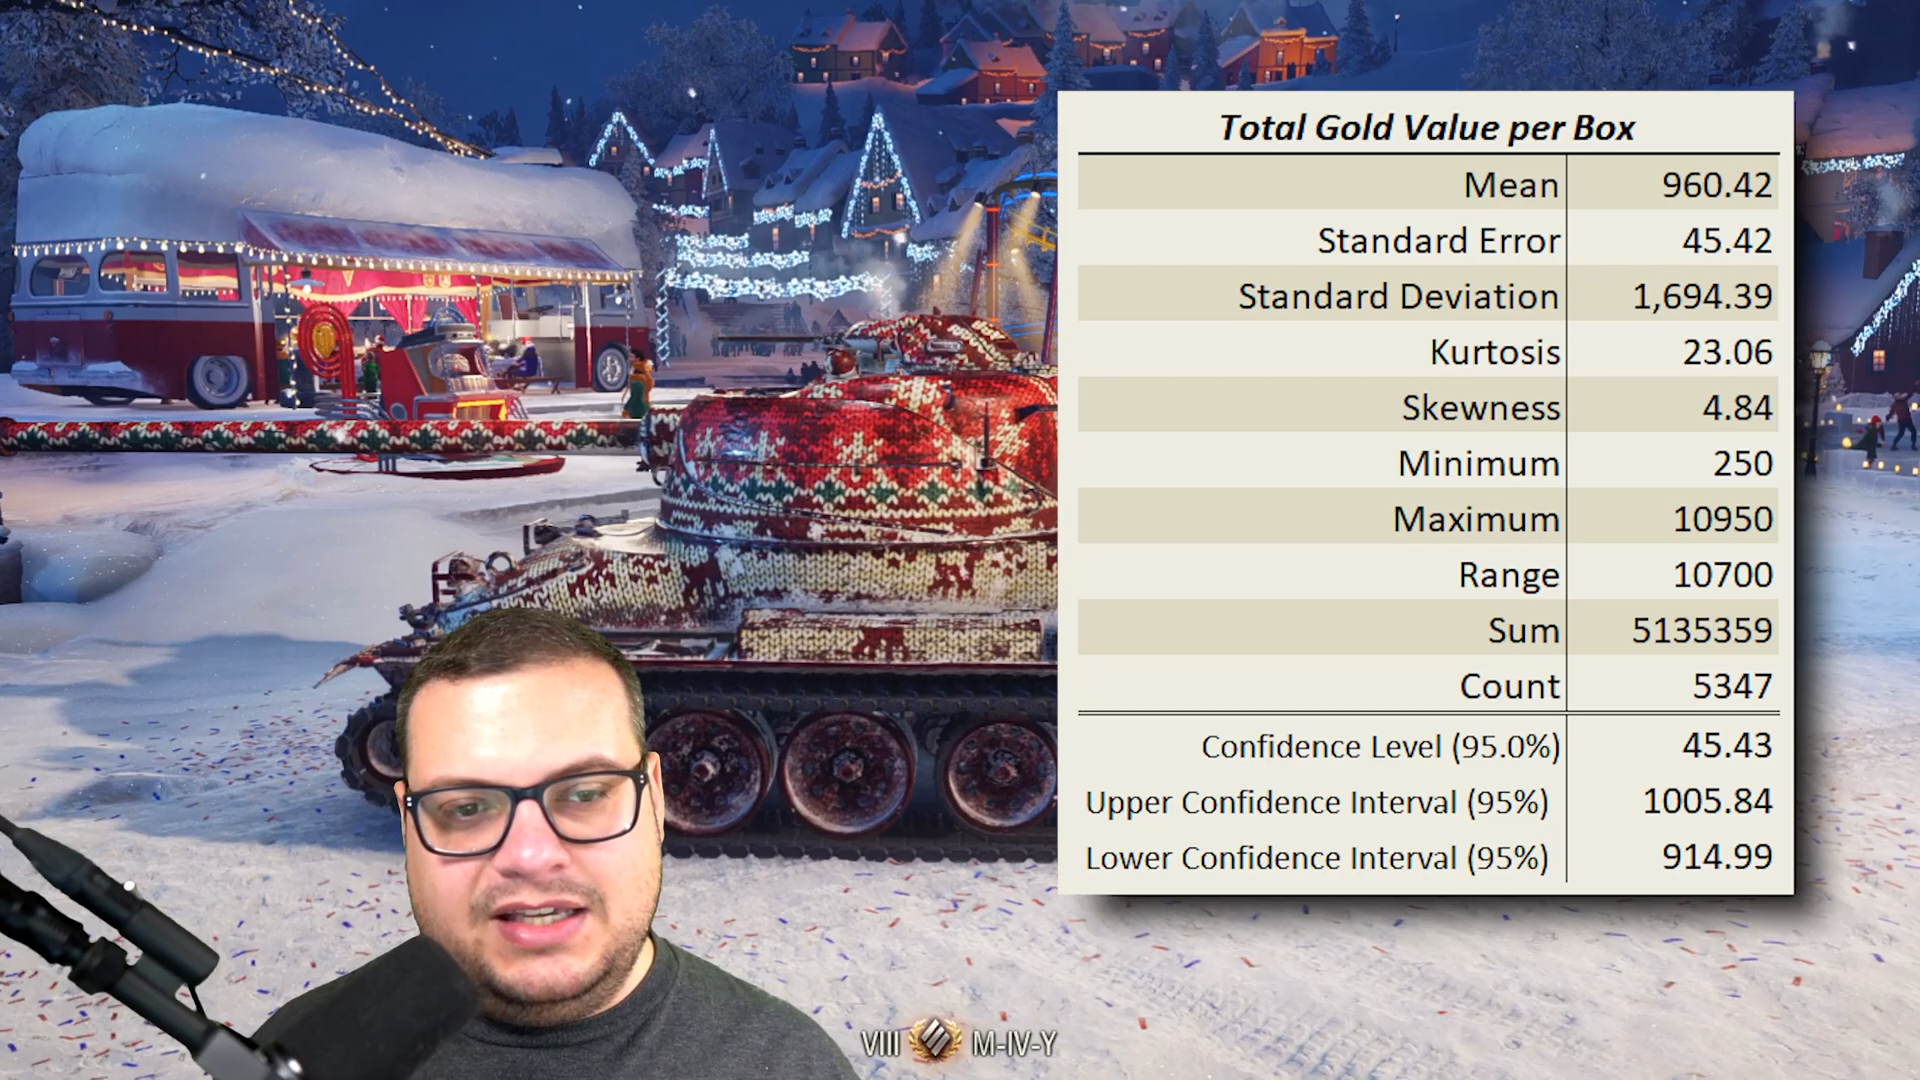 Total Gold Value per Box
Mean 960.42
Standard Error 45.42
Standard Deviation 1,694.39
Kurtosis 23.06
Skewness 4.84
Minimum 250
Maximum 10950
Range 10700
Sum 5135359
Count 5347
Confidence Level (95.0%) 45.43
Upper Confidence Interval (95%) 1005.84
Lower Confidence Interval (95%) 914.99
VIII M-IV-Y